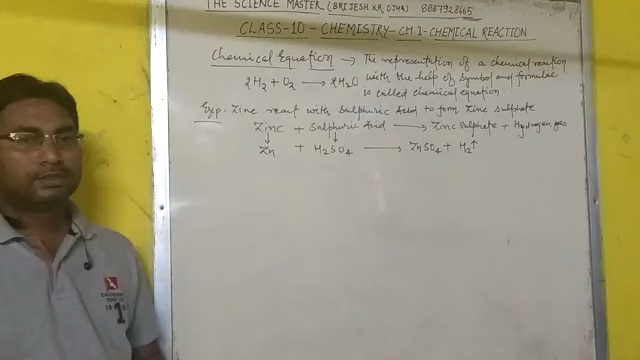 THE SCIENCE MASTER (BRIJESH KR. OJHA) 8887928665
CLASS-10 - CHEMISTRY - CH.1 - CHEMICAL REACTION
Chemical Equation → The representation of a chemical reaction
2H₂ + O₂ → 2H₂O with the help of symbol and formulae
is called chemical equation.
Exp. Zinc react with Sulphuric Acid to form Zinc sulphate
Zinc + Sulphuric Acid → Zinc Sulphate + Hydrogen gas
↓ ↓
Zn + H₂SO₄ → ZnSO₄ + H₂↑
1